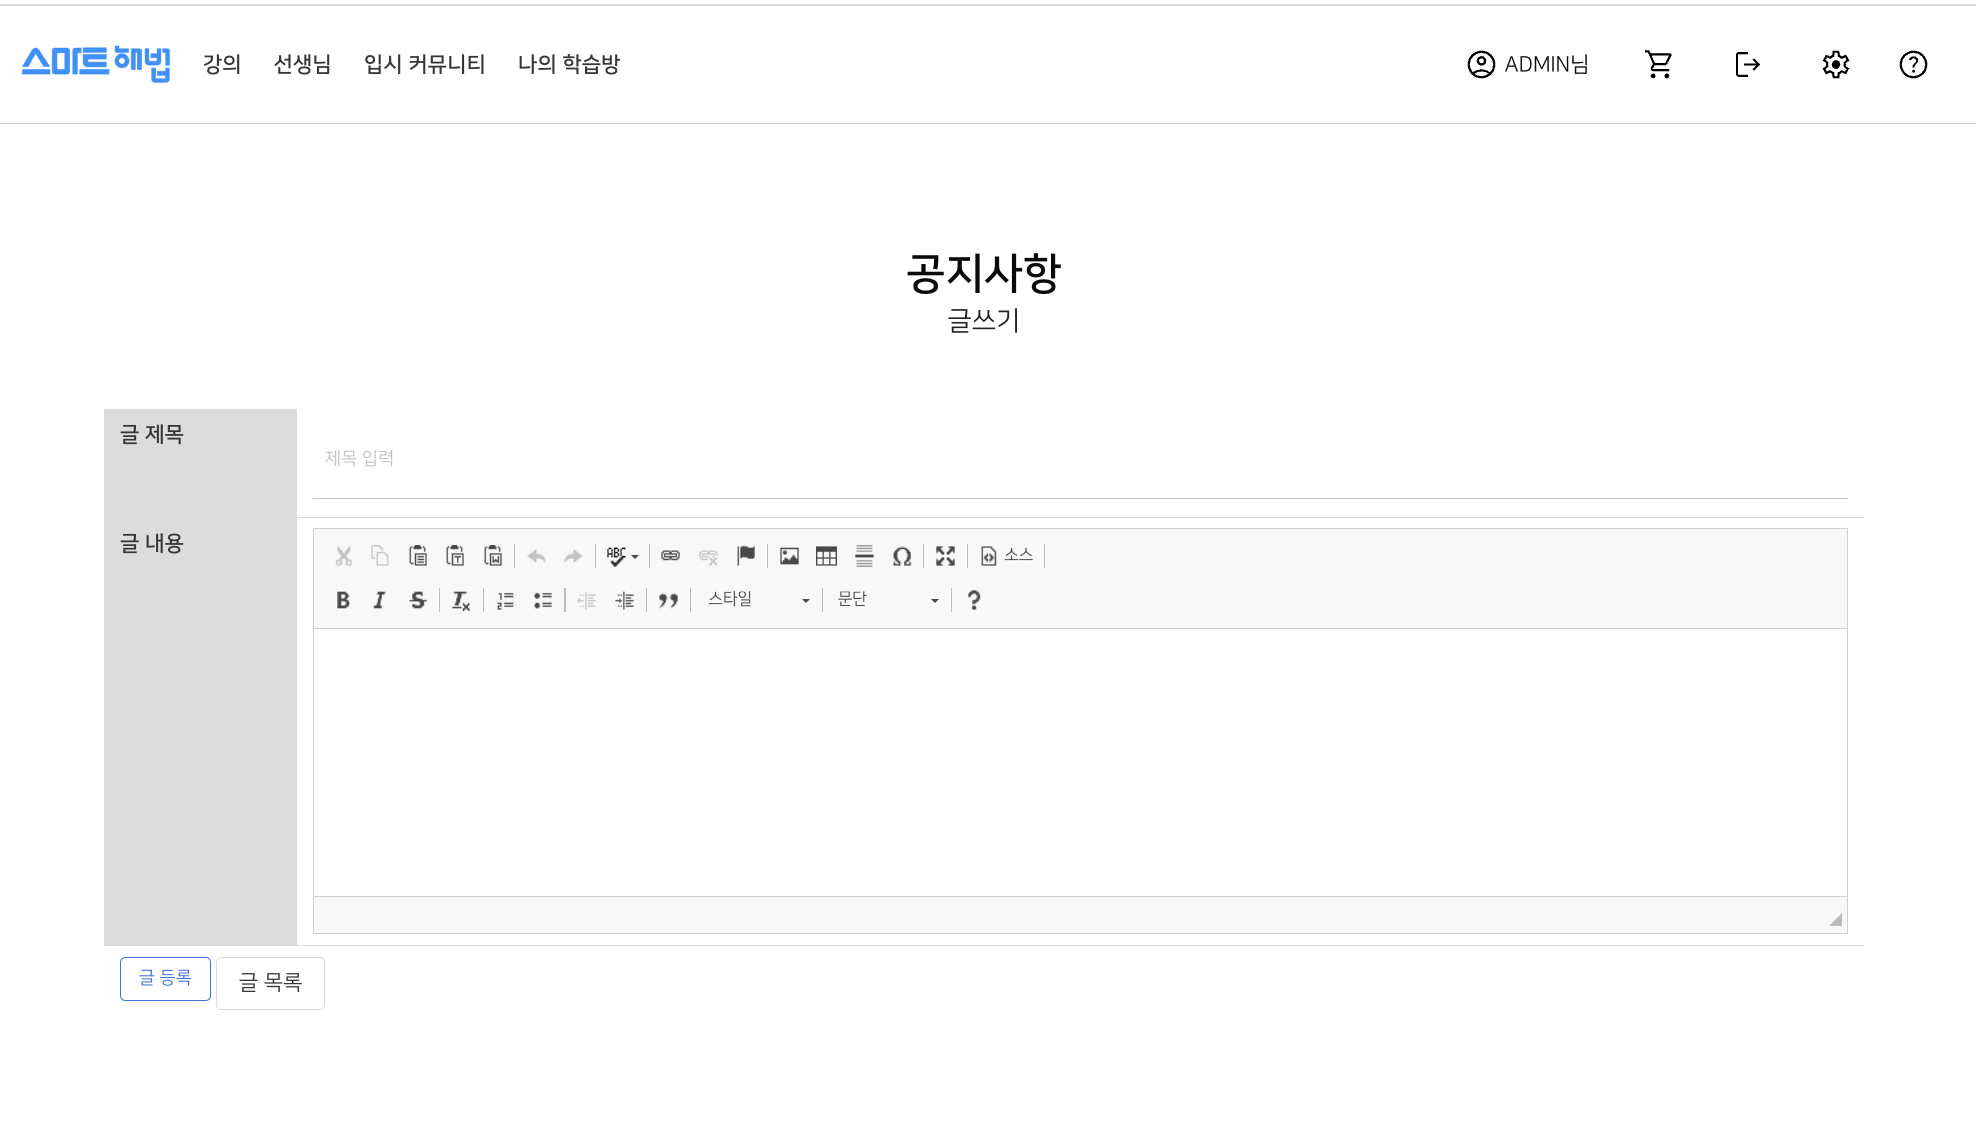 스마트해법 강의 선생님 입시 커뮤니티 나의 학습방 ADMIN님
공지사항
글쓰기
글 제목
제목 입력
글 내용
ABC 소스
B I S Ix 스타일 문단 ?
글 등록 글 목록